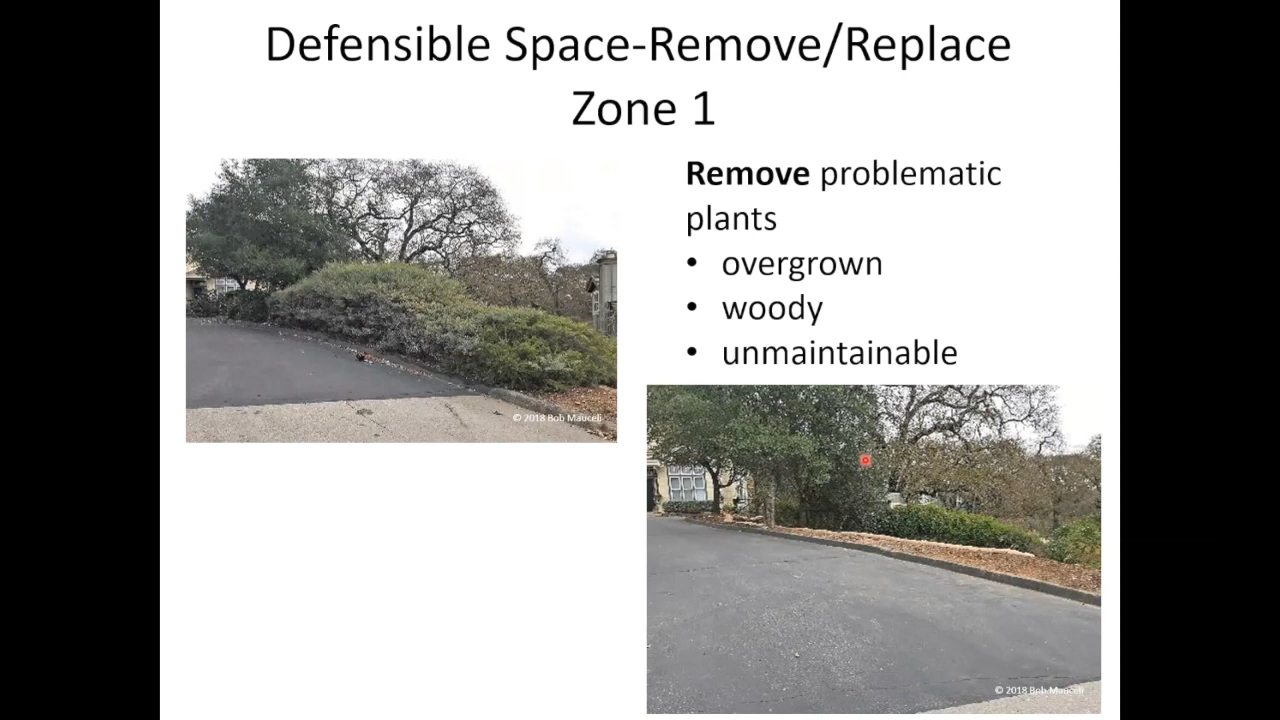 Defensible Space-Remove/Replace
Zone 1
Remove problematic
plants
• overgrown
• woody
• unmaintainable
© 2018 Bob Mauceli
© 2018 Bob Mauceli